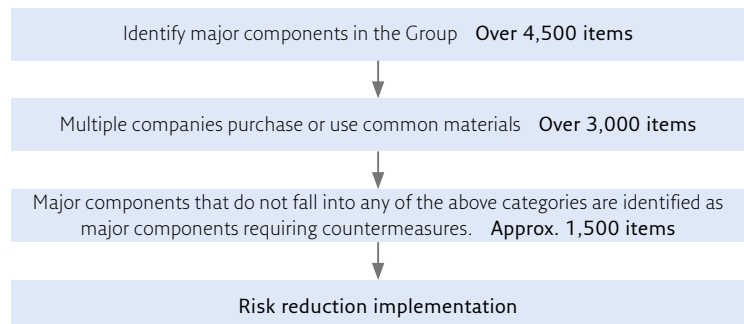 Identify major components in the Group Over 4,500 items
Multiple companies purchase or use common materials Over 3,000 items
Major components that do not fall into any of the above categories are identified as
major components requiring countermeasures. Approx. 1,500 items
Risk reduction implementation